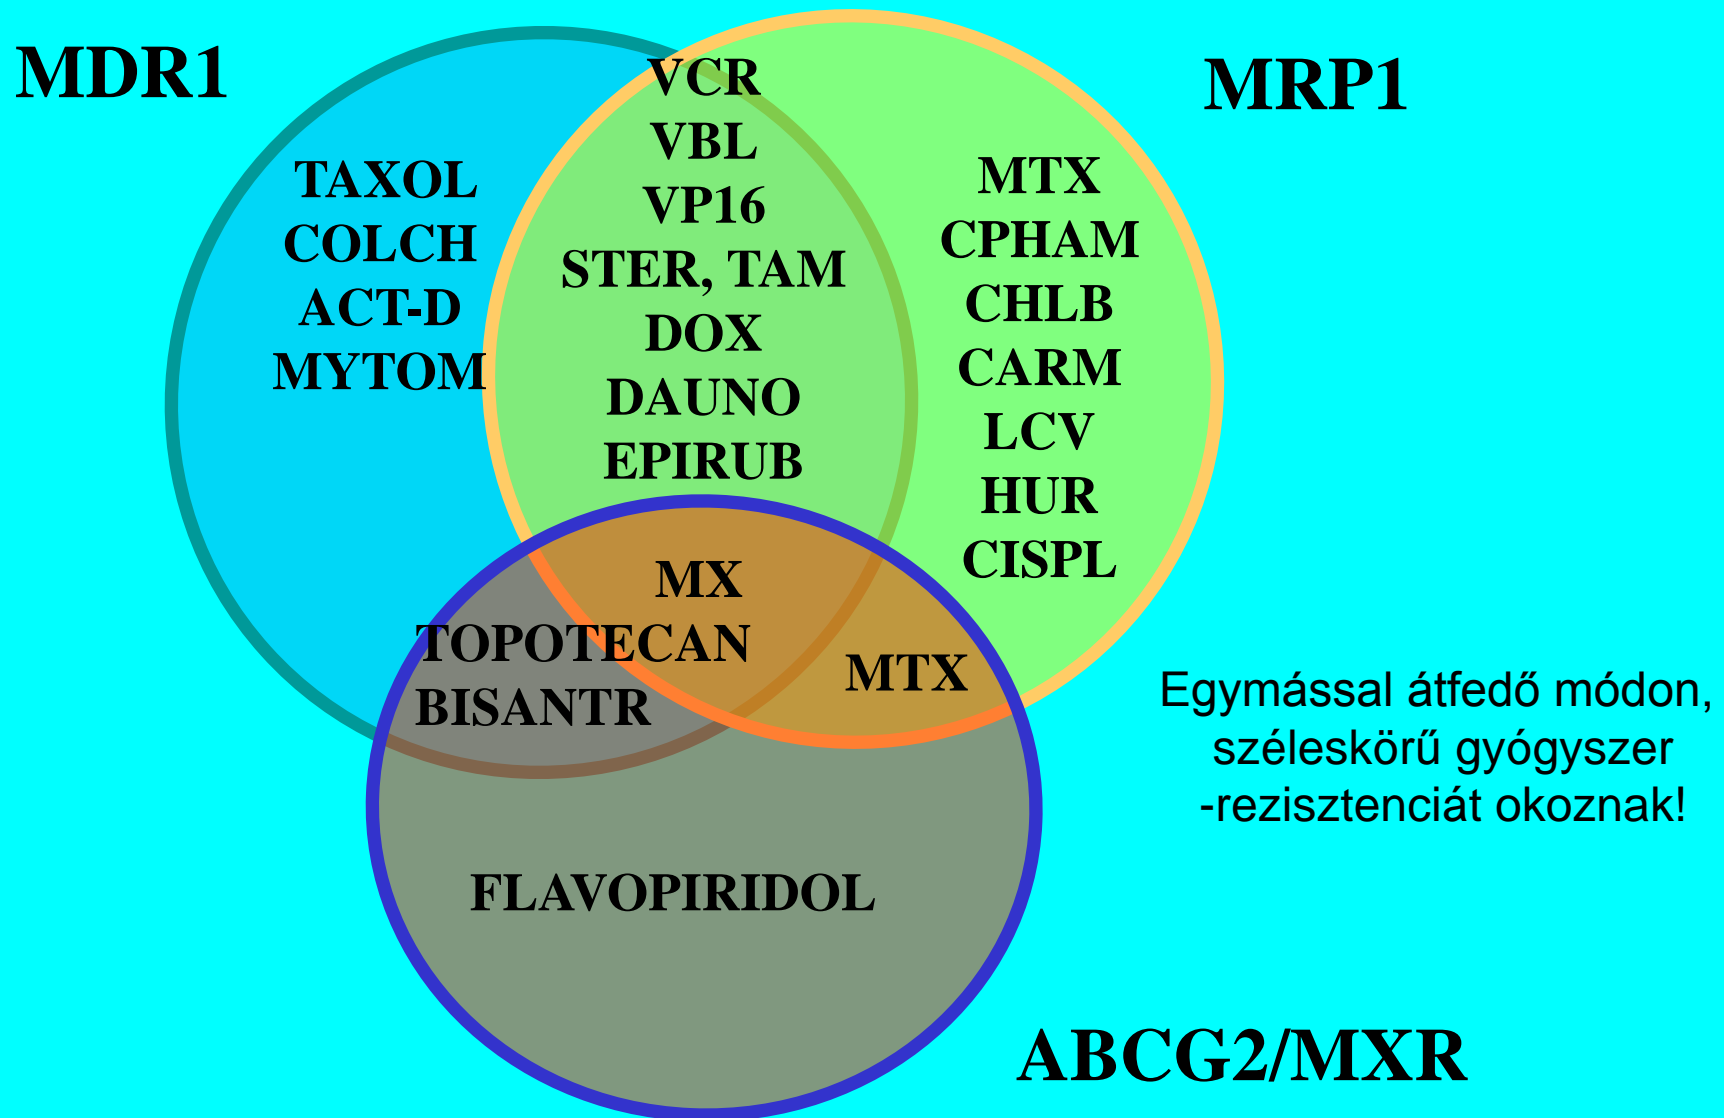 MDR1
MRP1
TAXOL
COLCH
ACT-D
MYTOM
VCR
VBL
VP16
STER, TAM
DOX
DAUNO
EPIRUB
MTX
CPHAM
CHLB
CARM
LCV
HUR
CISPL
MX
TOPOTECAN
BISANTR
MTX
Egymással átfedő módon,
széleskörű gyógyszer
-rezisztenciát okoznak!
FLAVOPIRIDOL
ABCG2/MXR